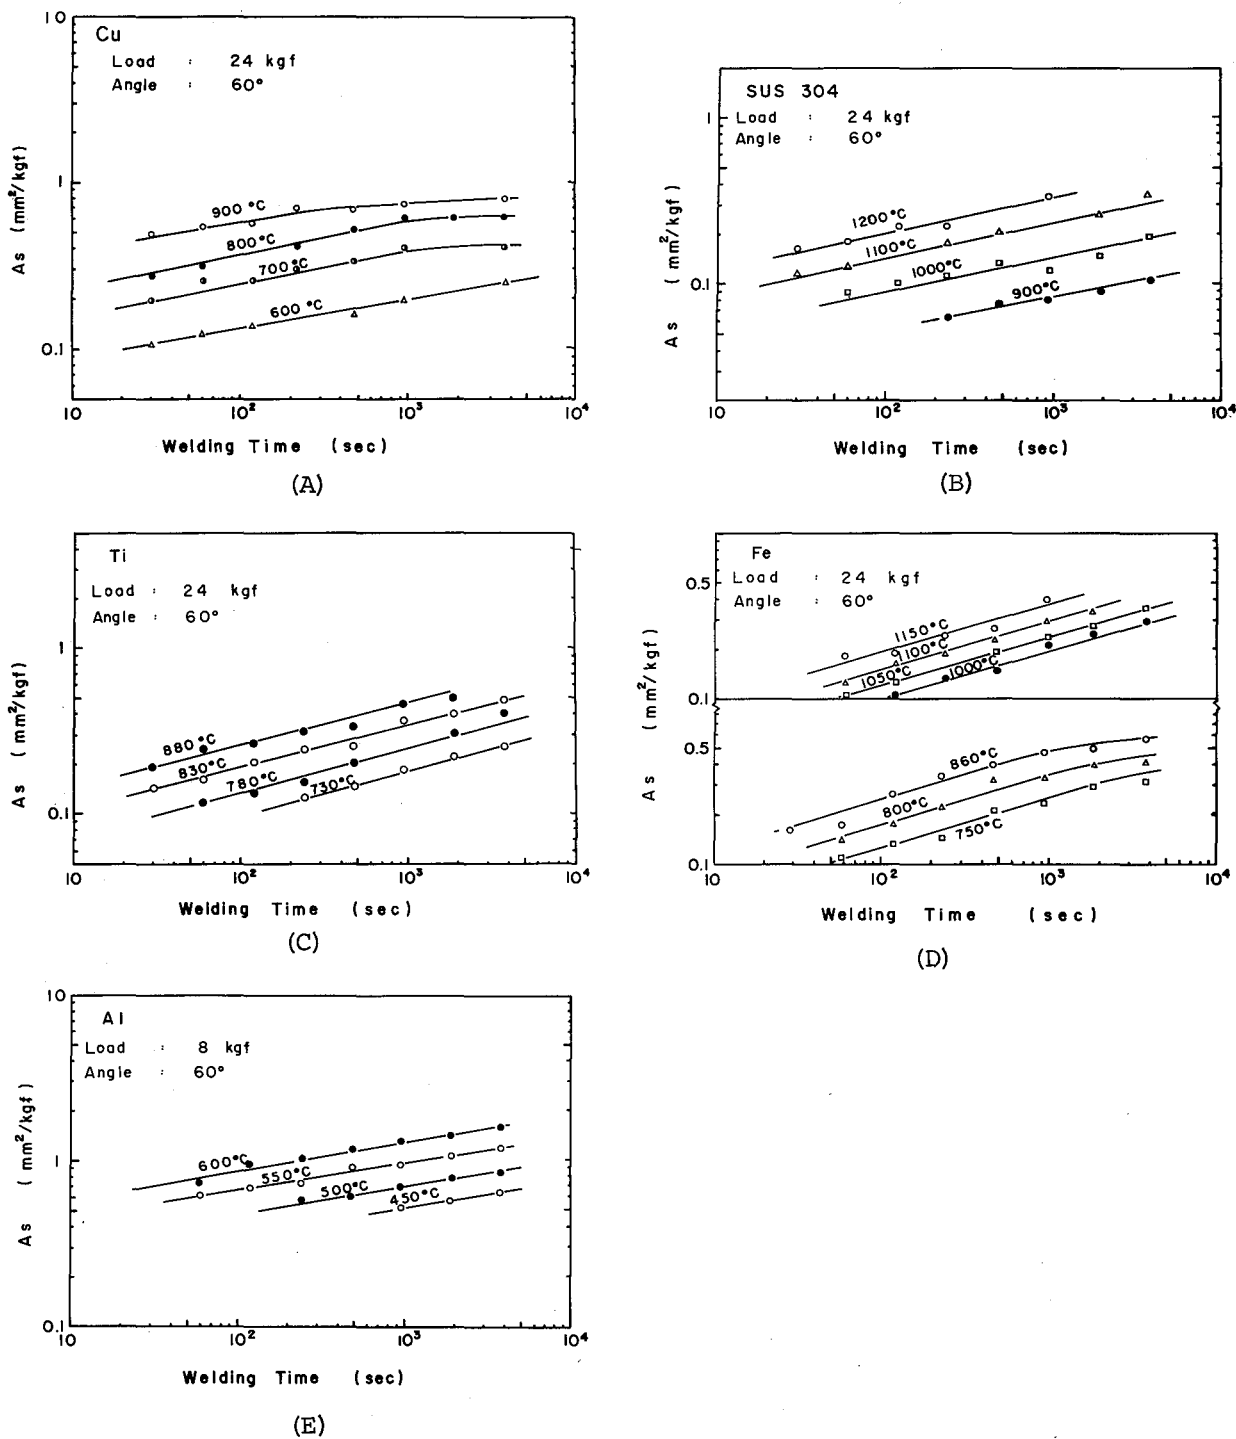 10
Cu
Load : 24 kgf
Angle : 60°
900 °C
800 °C
700 °C
600 °C
1
0.1
As (mm²/kgf)
10 10² 10³ 10⁴
Welding Time (sec)
(A)
SUS 304
Load : 24 kgf
Angle : 60°
1200°C
1100°C
1000°C
900°C
1
0.1
As (mm²/kgf)
10 10² 10³ 10⁴
Welding Time (sec)
(B)
Ti
Load : 24 kgf
Angle : 60°
880°C
830°C
780°C
730°C
1
0.1
As (mm²/kgf)
10 10² 10³ 10⁴
Welding Time (sec)
(C)
Fe
Load : 24 kgf
Angle : 60°
1150°C
1100°C
1050°C
1000°C
860°C
800°C
750°C
0.5
0.1
0.5
0.1
As (mm²/kgf)
10 10² 10³ 10⁴
Welding Time (sec)
(D)
10
Al
Load : 8 kgf
Angle : 60°
600°C
550°C
500°C
450°C
1
0.1
As (mm²/kgf)
10 10² 10³ 10⁴
Welding Time (sec)
(E)